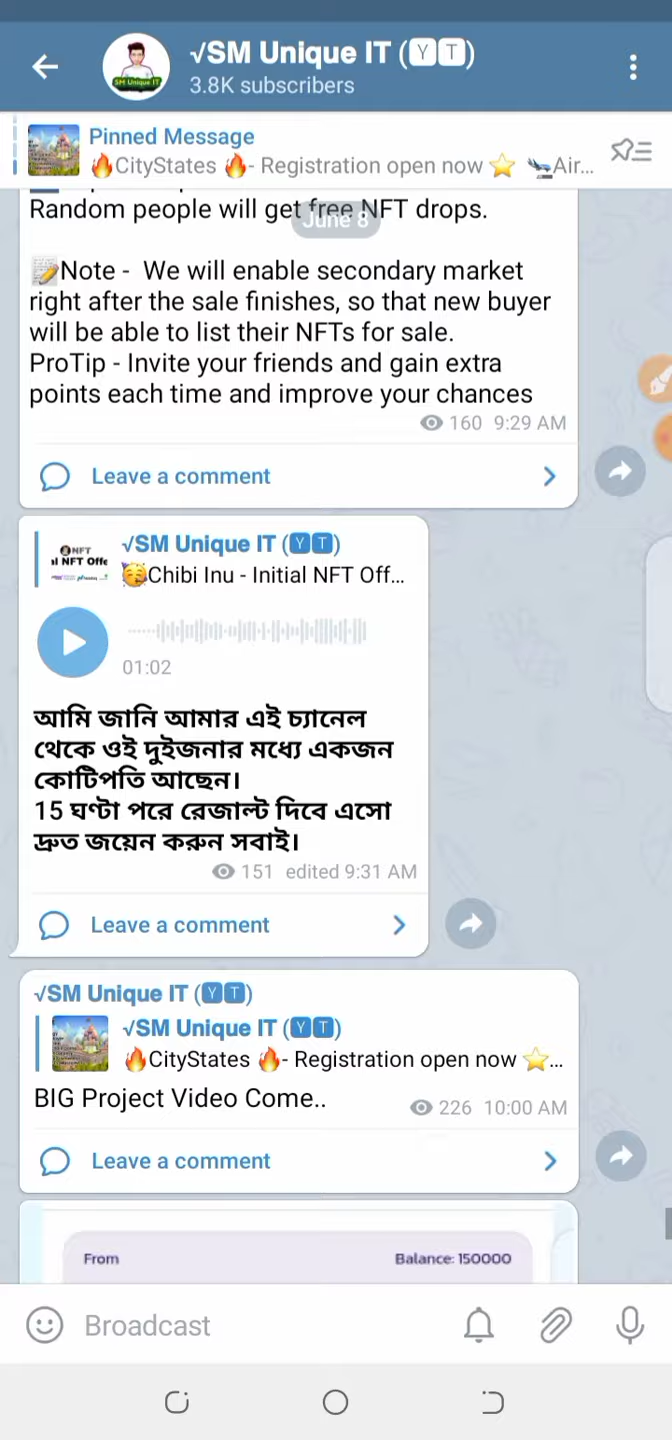 √SM Unique IT (🆈🆃)
3.8K subscribers
Pinned Message
🔥CityStates 🔥- Registration open now ⭐ 🛬Air...
Random people will get free NFT drops.
June 8
📝Note - We will enable secondary market
right after the sale finishes, so that new buyer
will be able to list their NFTs for sale.
ProTip - Invite your friends and gain extra
points each time and improve your chances
160 9:29 AM
Leave a comment
√SM Unique IT (🆈🆃)
NFT
🥳Chibi Inu - Initial NFT Off...
01:02
আমি জানি আমার এই চ্যানেল
থেকে ওই দুইজনার মধ্যে একজন
কোটিপতি আছেন।
15 ঘণ্টা পরে রেজাল্ট দিবে এসো
দ্রুত জয়েন করুন সবাই।
151 edited 9:31 AM
Leave a comment
√SM Unique IT (🆈🆃)
√SM Unique IT (🆈🆃)
🔥CityStates 🔥- Registration open now ⭐...
BIG Project Video Come..
226 10:00 AM
Leave a comment
From Balance: 150000
Broadcast